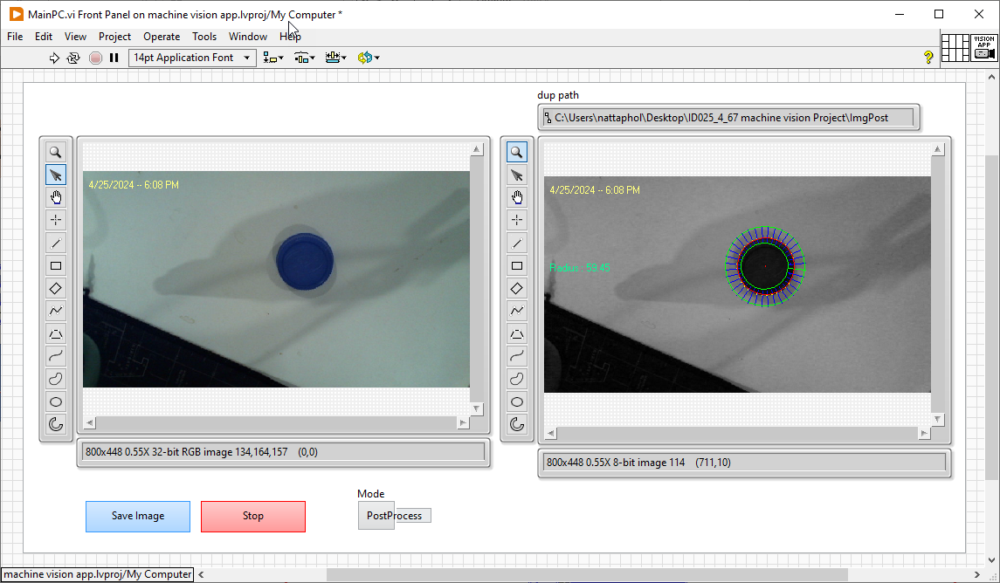 MainPC.vi Front Panel on machine vision app.lvproj/My Computer *
File Edit View Project Operate Tools Window Help
14pt Application Font
VISION
APP
dup path
C:\Users\nattaphol\Desktop\ID025_4_67 machine vision Project\ImgPost
4/25/2024 -- 6:08 PM
4/25/2024 -- 6:08 PM
Radius : 59.45
800x448 0.55X 32-bit RGB image 134,164,157 (0,0)
800x448 0.55X 8-bit image 114 (711,10)
Mode
Save Image
Stop
PostProcess
machine vision app.lvproj/My Computer